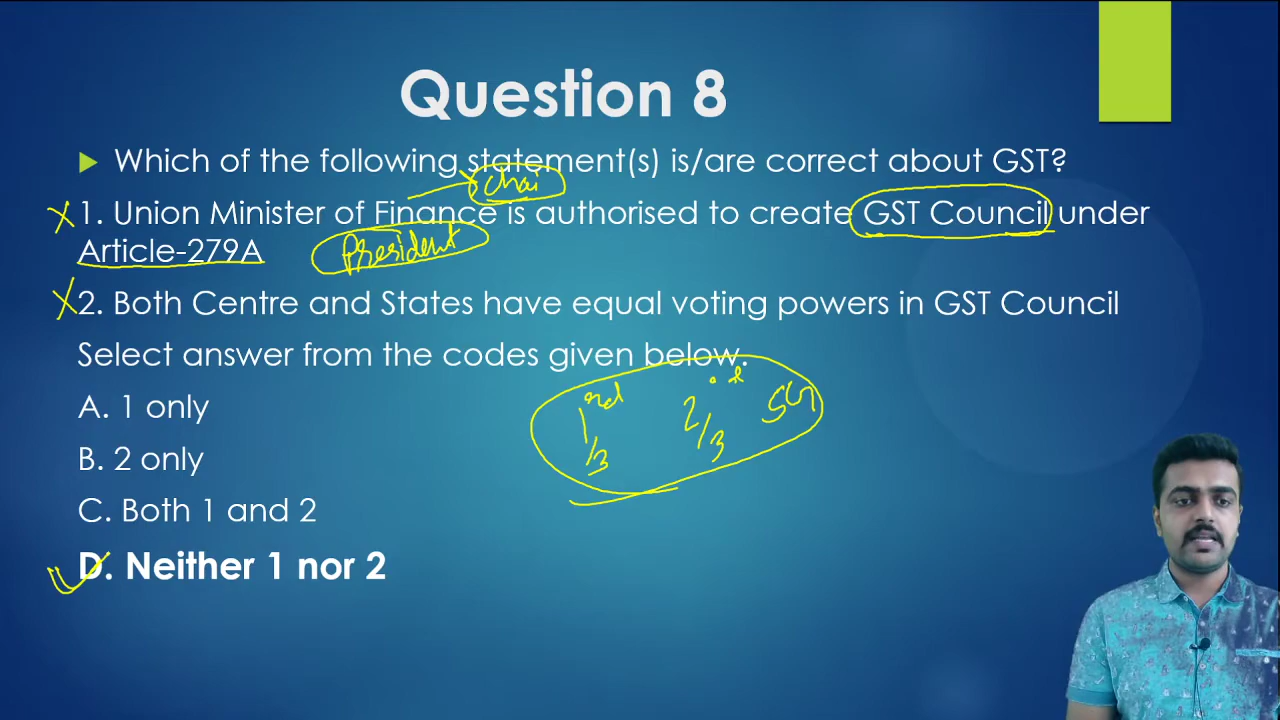 Question 8
Which of the following statement(s) is/are correct about GST?
chai
1. Union Minister of Finance is authorised to create GST Council under
Article-279A
President
2. Both Centre and States have equal voting powers in GST Council
Select answer from the codes given below.
1/3 rd 2/3
A. 1 only
B. 2 only
C. Both 1 and 2
D. Neither 1 nor 2